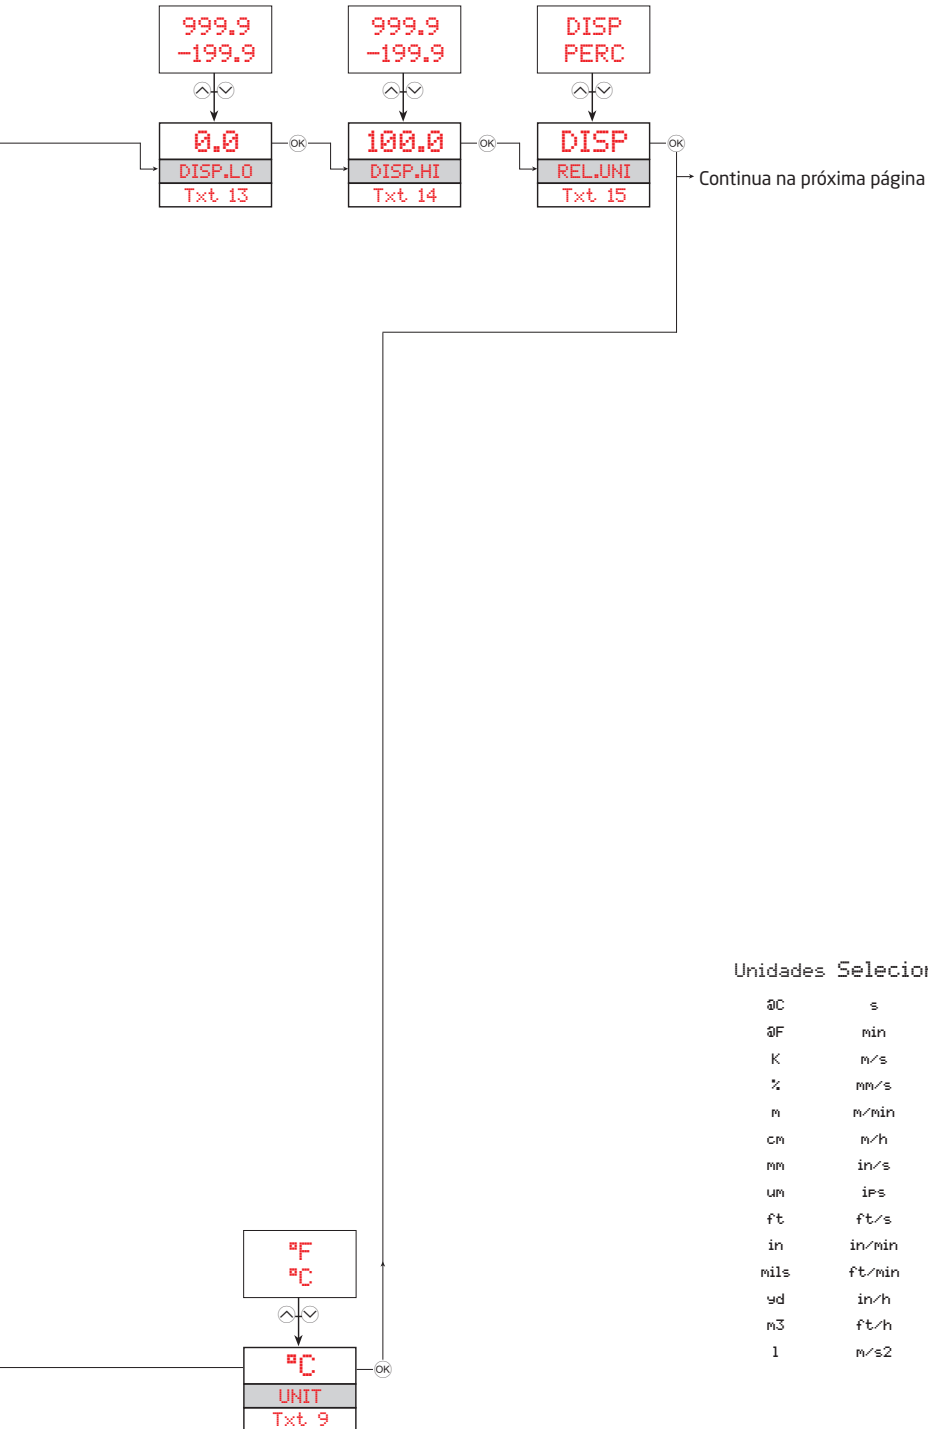 999.9 999.9 DISP
-199.9 -199.9 PERC
0.0 OK 100.0 OK DISP OK
DISP.LO DISP.HI REL.UNI
Txt 13 Txt 14 Txt 15
Continua na próxima página
Unidades Selecion
@C s
@F min
K m/s
% mm/s
m m/min
cm m/h
mm in/s
um ips
ft ft/s
in in/min
mils ft/min
yd in/h
m3 ft/h
l m/s2
°F
°C
°C OK
UNIT
Txt 9